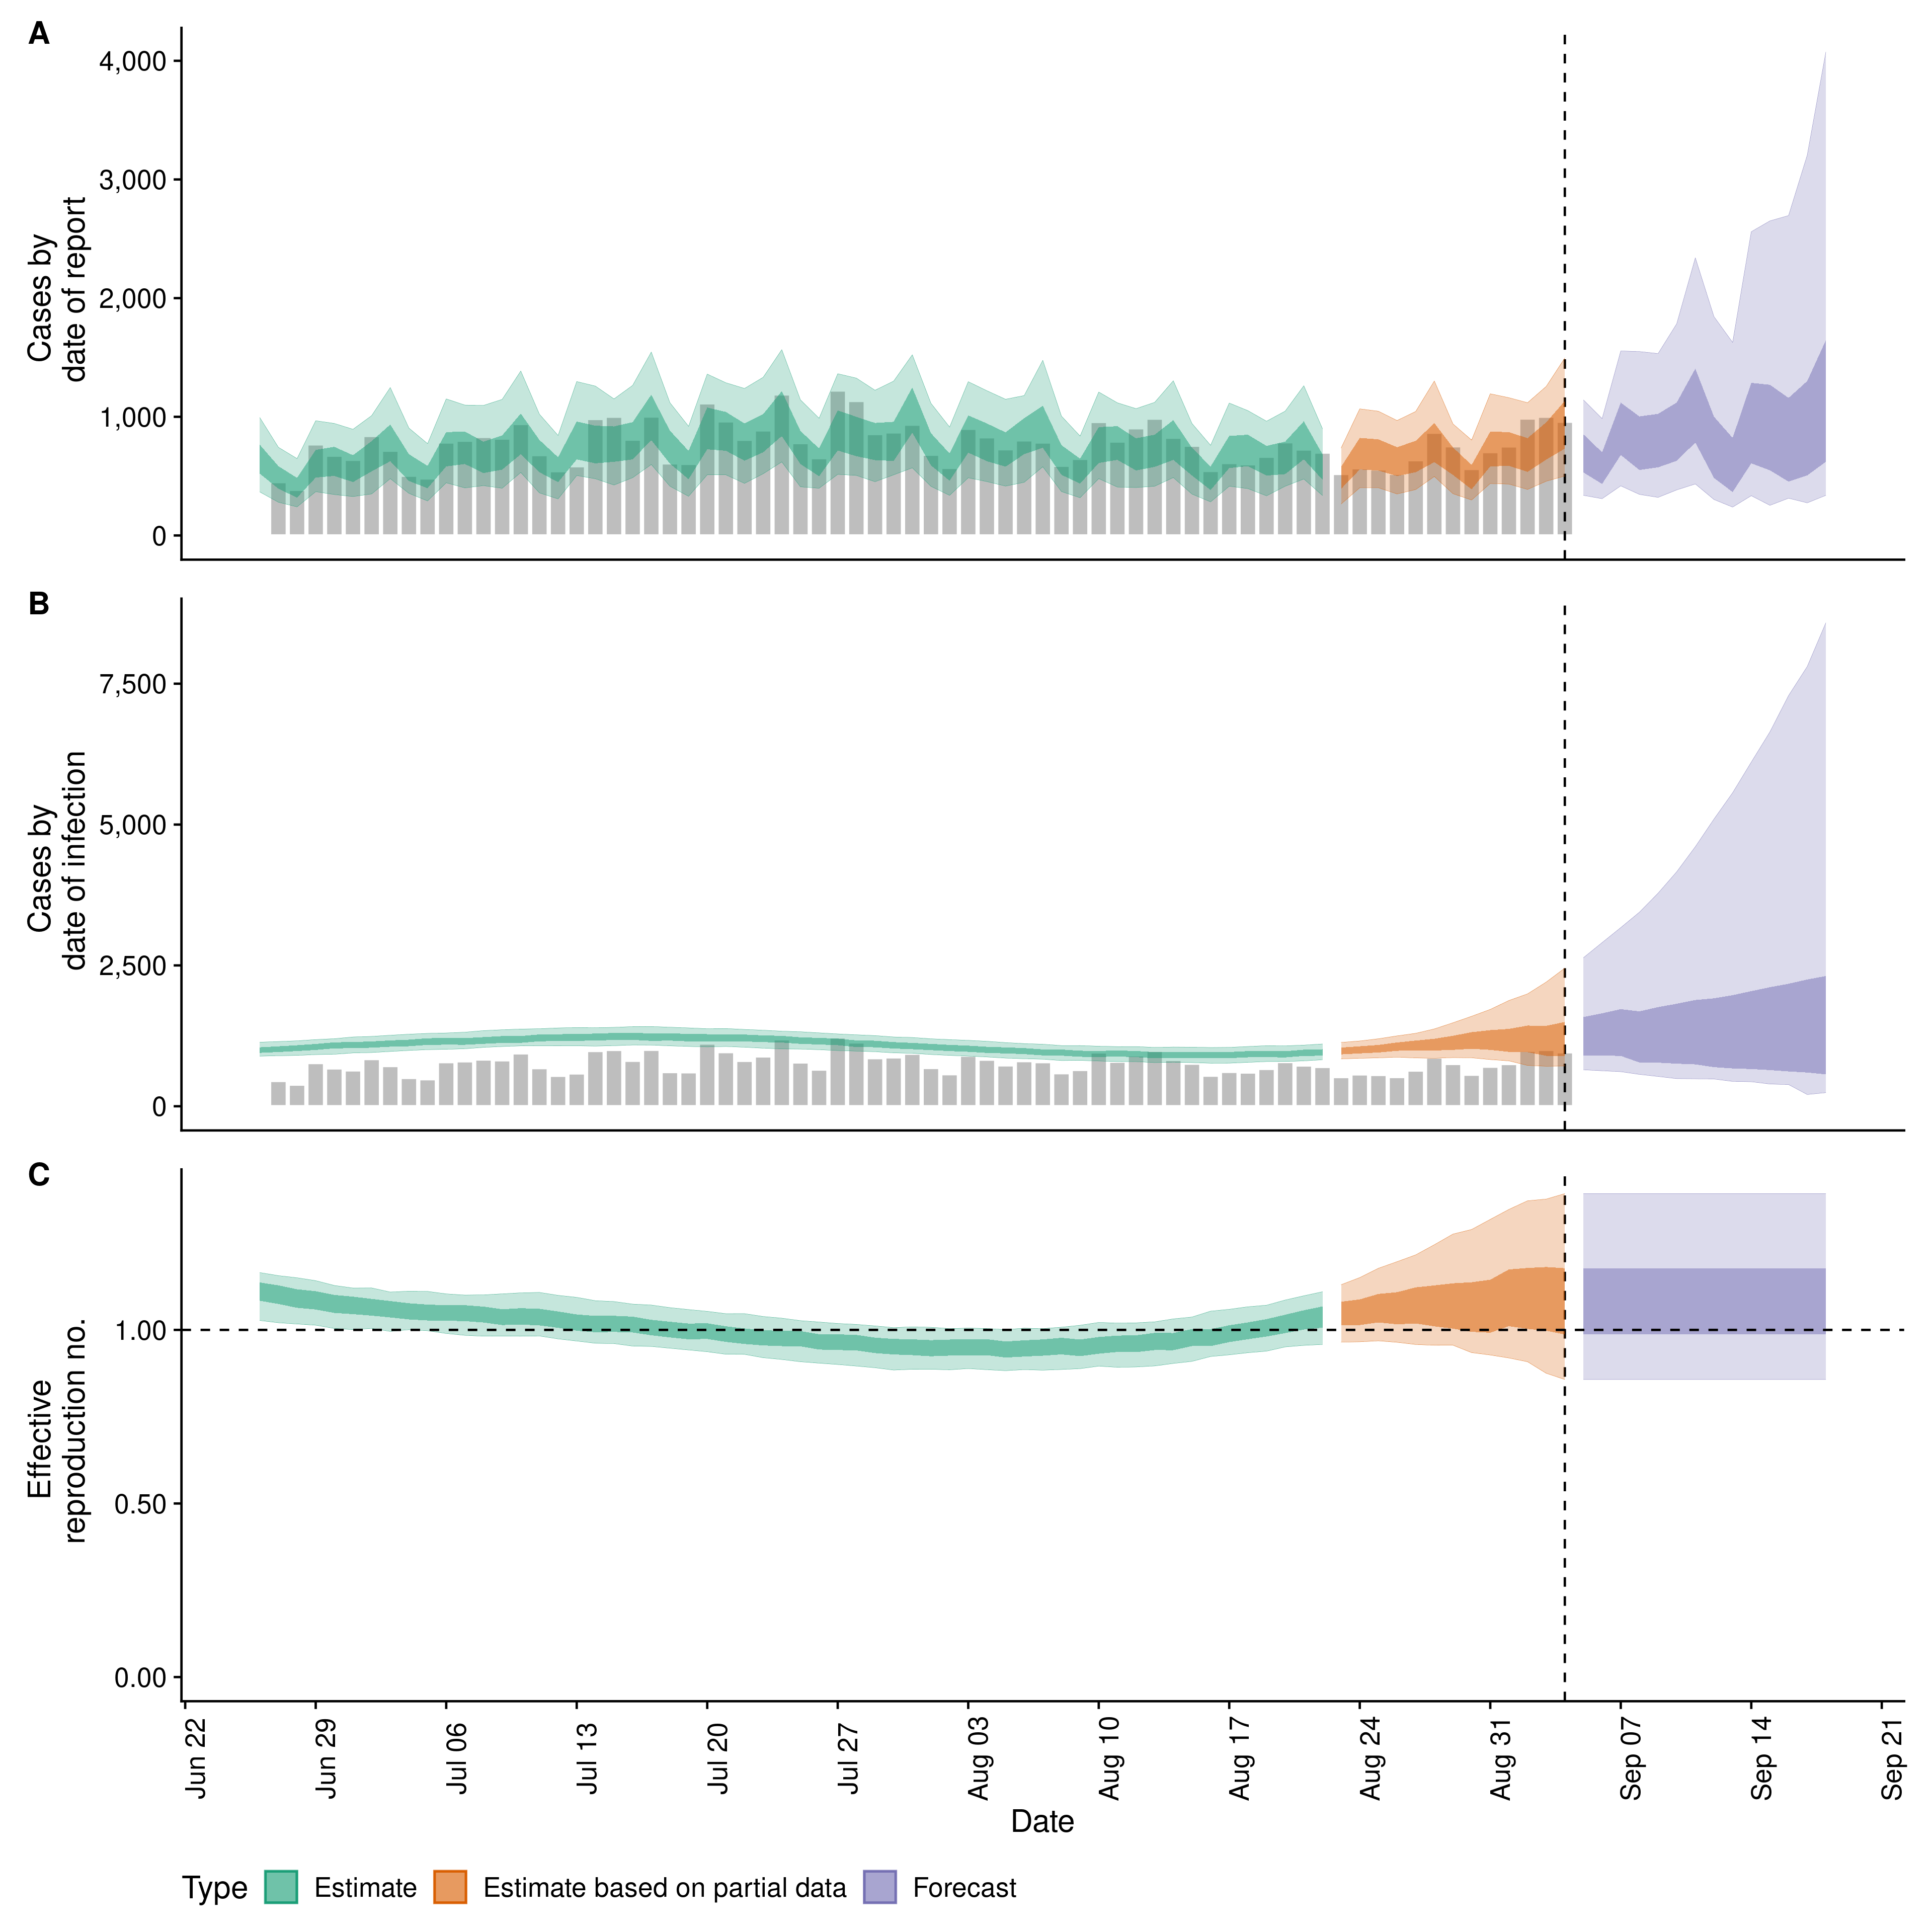 A
Cases by
date of report
4,000
3,000
2,000
1,000
0
B
Cases by
date of infection
7,500
5,000
2,500
0
C
Effective
reproduction no.
1.00
0.50
0.00
Jun 22
Jun 29
Jul 06
Jul 13
Jul 20
Jul 27
Aug 03
Aug 10
Aug 17
Aug 24
Aug 31
Sep 07
Sep 14
Sep 21
Date
Type Estimate Estimate based on partial data Forecast